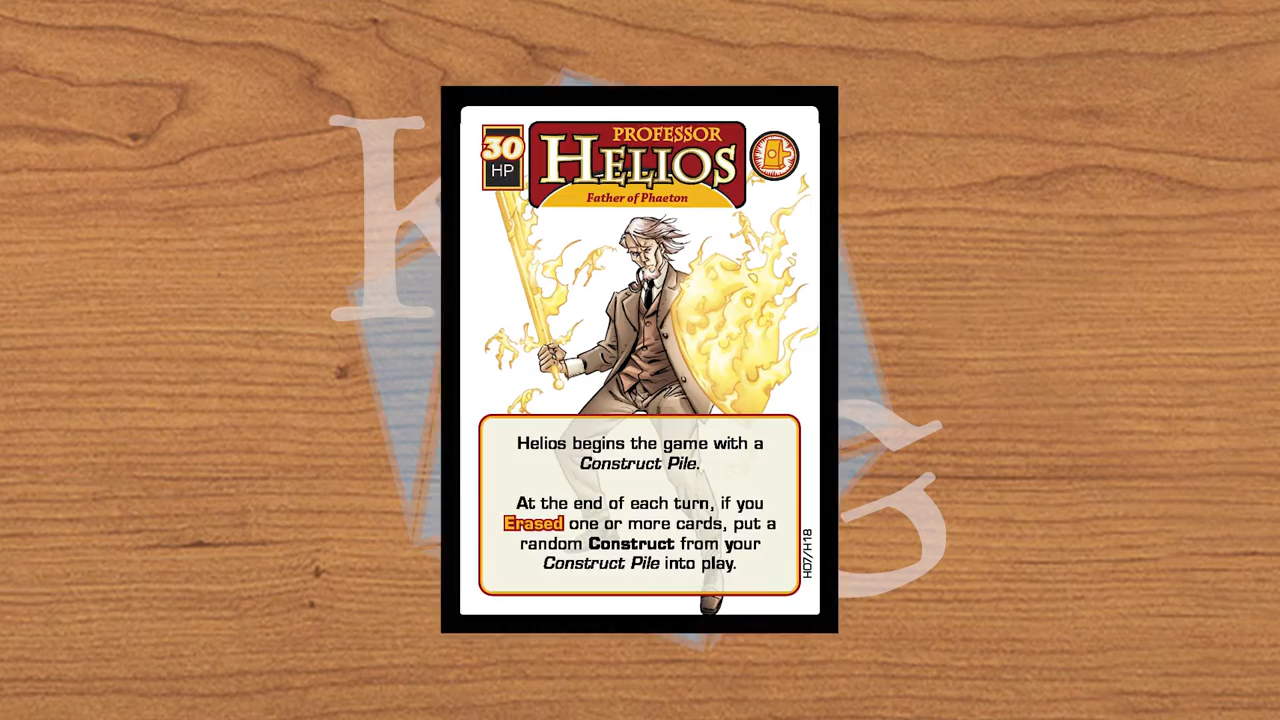 30
HP
PROFESSOR
HELIOS
Father of Phaeton
Helios begins the game with a
Construct Pile.
At the end of each turn, if you
Erased one or more cards, put a
random Construct from your
Construct Pile into play.
H07/H18
K
G